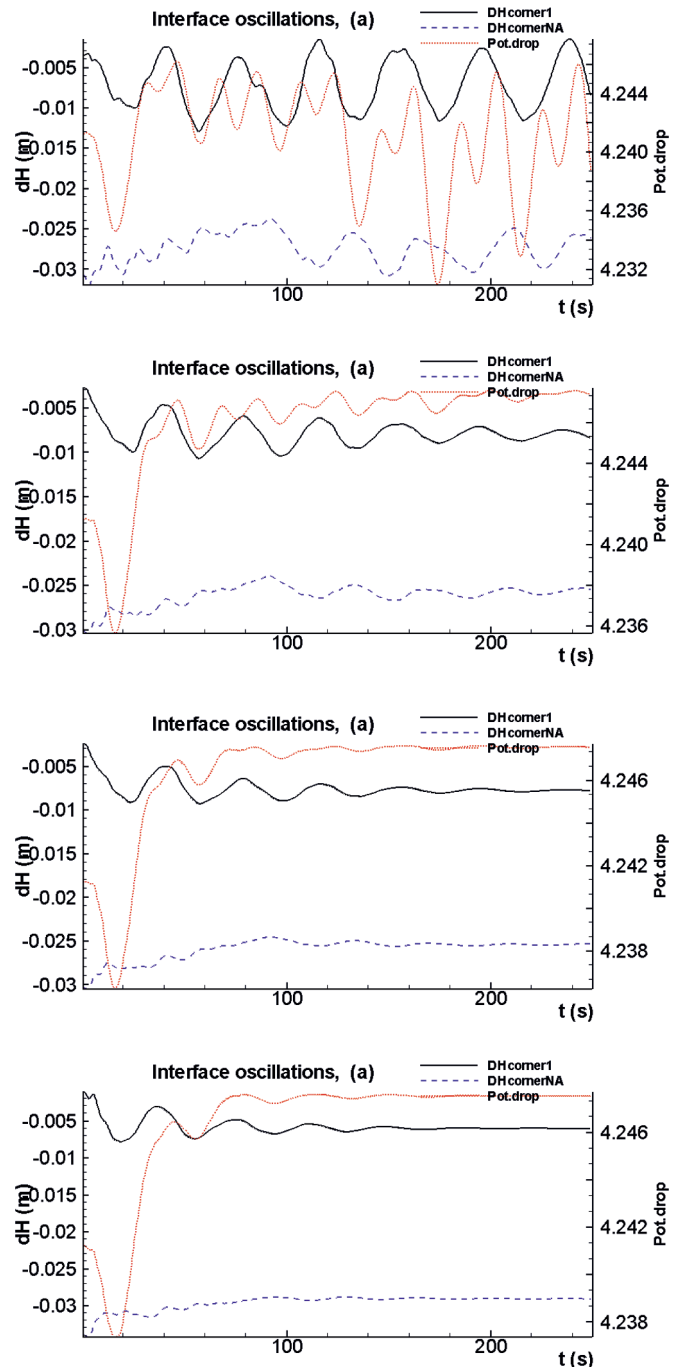 Interface oscillations, (a)
DHcorner1
DHcornerNA
Pot.drop
-0.005
-0.01
-0.015
-0.02
-0.025
-0.03
dH (m)
4.244
4.240
4.236
4.232
Pot.drop
100
200
t (s)
Interface oscillations, (a)
DHcorner1
DHcornerNA
Pot.drop
-0.005
-0.01
-0.015
-0.02
-0.025
-0.03
dH (m)
4.244
4.240
4.236
Pot.drop
100
200
t (s)
Interface oscillations, (a)
DHcorner1
DHcornerNA
Pot.drop
-0.005
-0.01
-0.015
-0.02
-0.025
-0.03
dH (m)
4.246
4.242
4.238
Pot.drop
100
200
t (s)
Interface oscillations, (a)
DHcorner1
DHcornerNA
Pot.drop
-0.005
-0.01
-0.015
-0.02
-0.025
-0.03
dH (m)
4.246
4.242
4.238
Pot.drop
100
200
t (s)